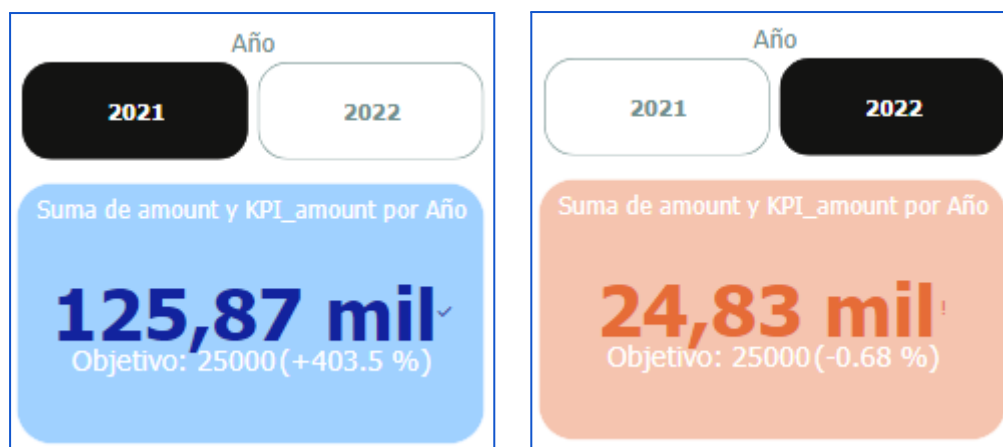 Año
2021
2022
Suma de amount y KPI_amount por Año
125,87 mil
Objetivo: 25000 (+403.5 %)
Año
2021
2022
Suma de amount y KPI_amount por Año
24,83 mil!
Objetivo: 25000 (-0.68 %)